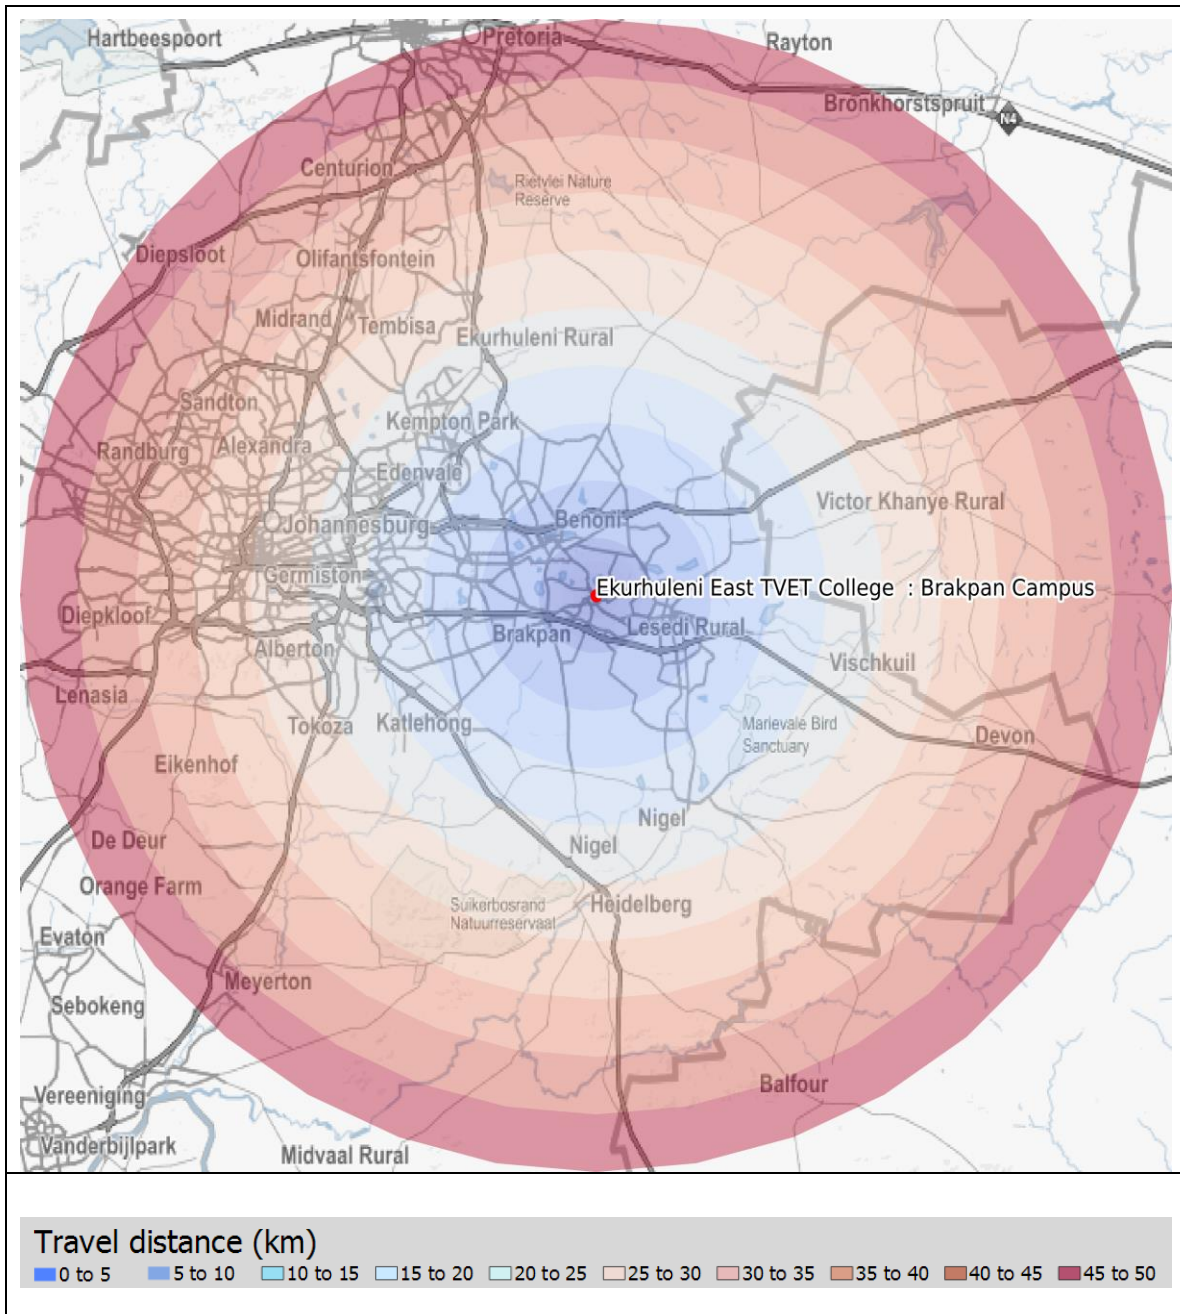 Hartbeespoort
Pretoria
Rayton
Bronkhorstspruit
N4
Centurion
Rietvlei Nature
Reserve
Diepsloot
Olifantsfontein
Midrand
Tembisa
Ekurhuleni Rural
Sandton
Kempton Park
Randburg
Alexandra
Edenvale
Victor Khanye Rural
Johannesburg
Benoni
Germiston
Ekurhuleni East TVET College : Brakpan Campus
Diepkloof
Brakpan
Lesedi Rural
Alberton
Vischkuil
Lenasia
Tokoza
Katlehong
Marievale Bird
Sanctuary
Devon
Eikenhof
Nigel
De Deur
Nigel
Orange Farm
Suikerbosrand
Natuurreservaal
Heidelberg
Evaton
Meyerton
Sebokeng
Balfour
Vereeniging
Vanderbijlpark
Midvaal Rural
Travel distance (km)
0 to 5 5 to 10 10 to 15 15 to 20 20 to 25 25 to 30 30 to 35 35 to 40 40 to 45 45 to 50